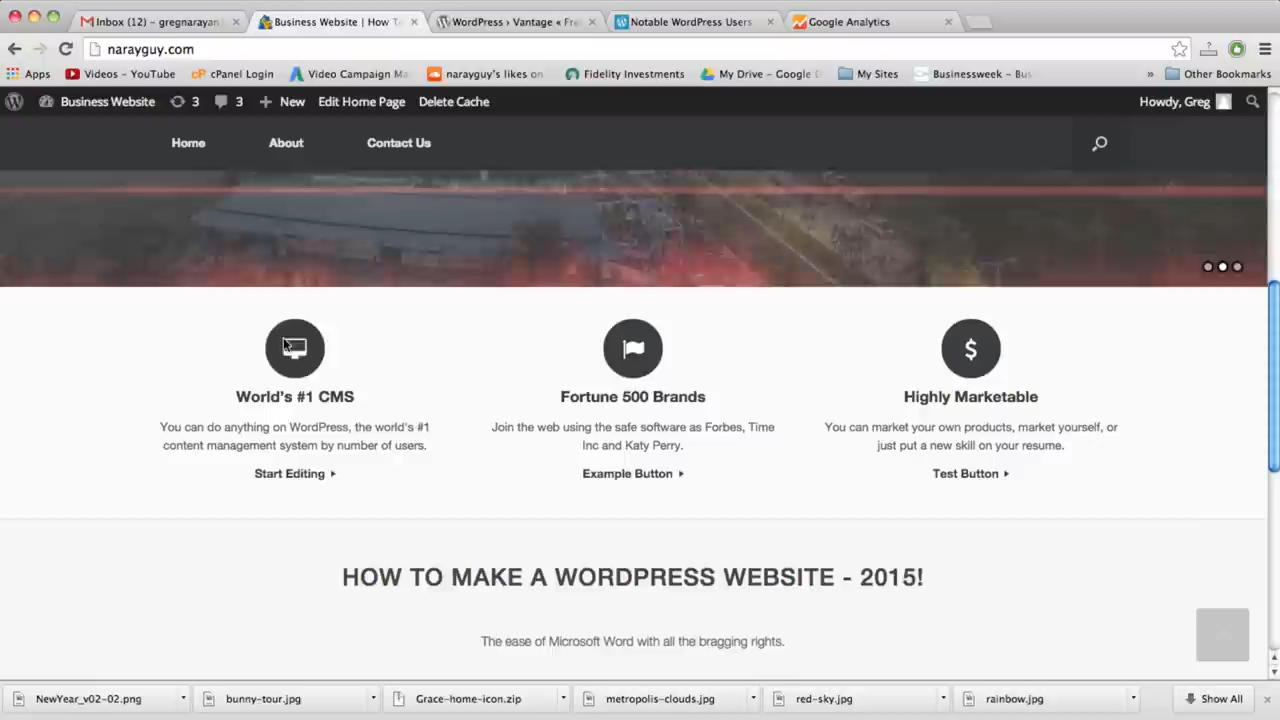 Inbox (12) – gregnarayan
Business Website | How T
WordPress › Vantage « Fre
Notable WordPress Users
Google Analytics
narayguy.com
Apps
Videos – YouTube
cPanel Login
Video Campaign Ma
narayguy's likes on
Fidelity Investments
My Drive – Google D
My Sites
Businessweek – Bus
»
Other Bookmarks
Business Website
3
3
New
Edit Home Page
Delete Cache
Howdy, Greg
Home
About
Contact Us
World's #1 CMS
You can do anything on WordPress, the world's #1
content management system by number of users.
Start Editing
Fortune 500 Brands
Join the web using the safe software as Forbes, Time
Inc and Katy Perry.
Example Button
$
Highly Marketable
You can market your own products, market yourself, or
just put a new skill on your resume.
Test Button
HOW TO MAKE A WORDPRESS WEBSITE - 2015!
The ease of Microsoft Word with all the bragging rights.
NewYear_v02-02.png
bunny-tour.jpg
Grace-home-icon.zip
metropolis-clouds.jpg
red-sky.jpg
rainbow.jpg
Show All